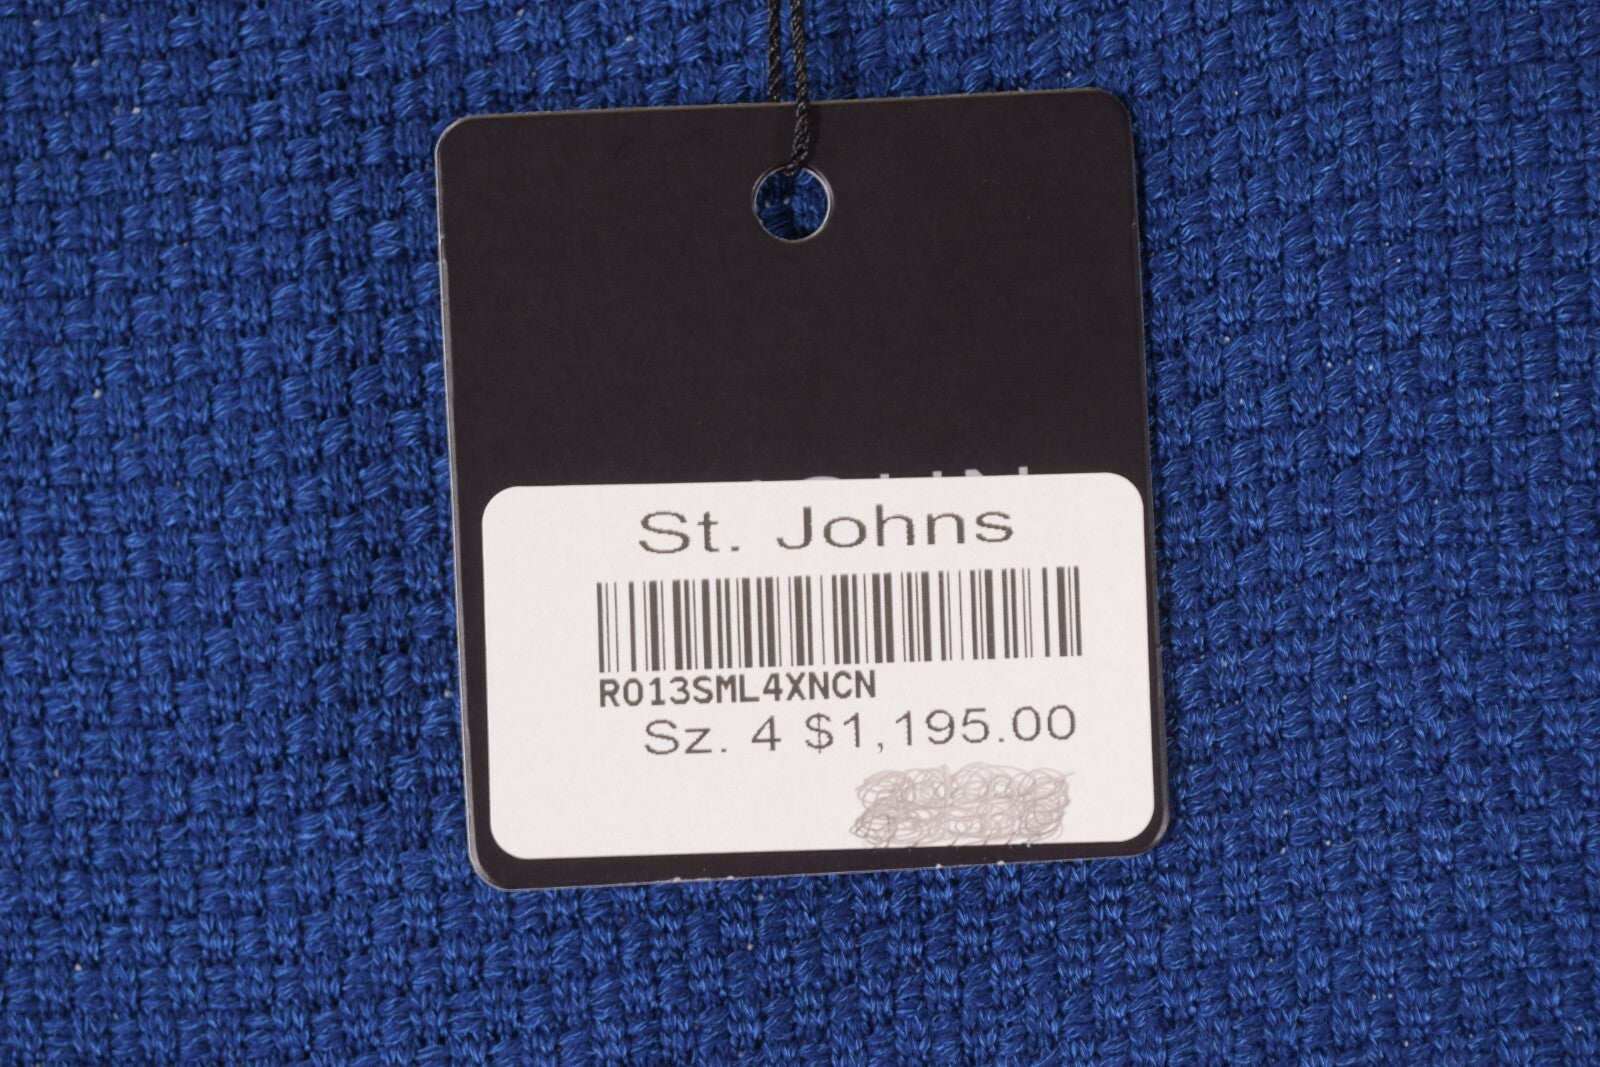 St. Johns
R013SML4XNCN
Sz. 4 $1,195.00